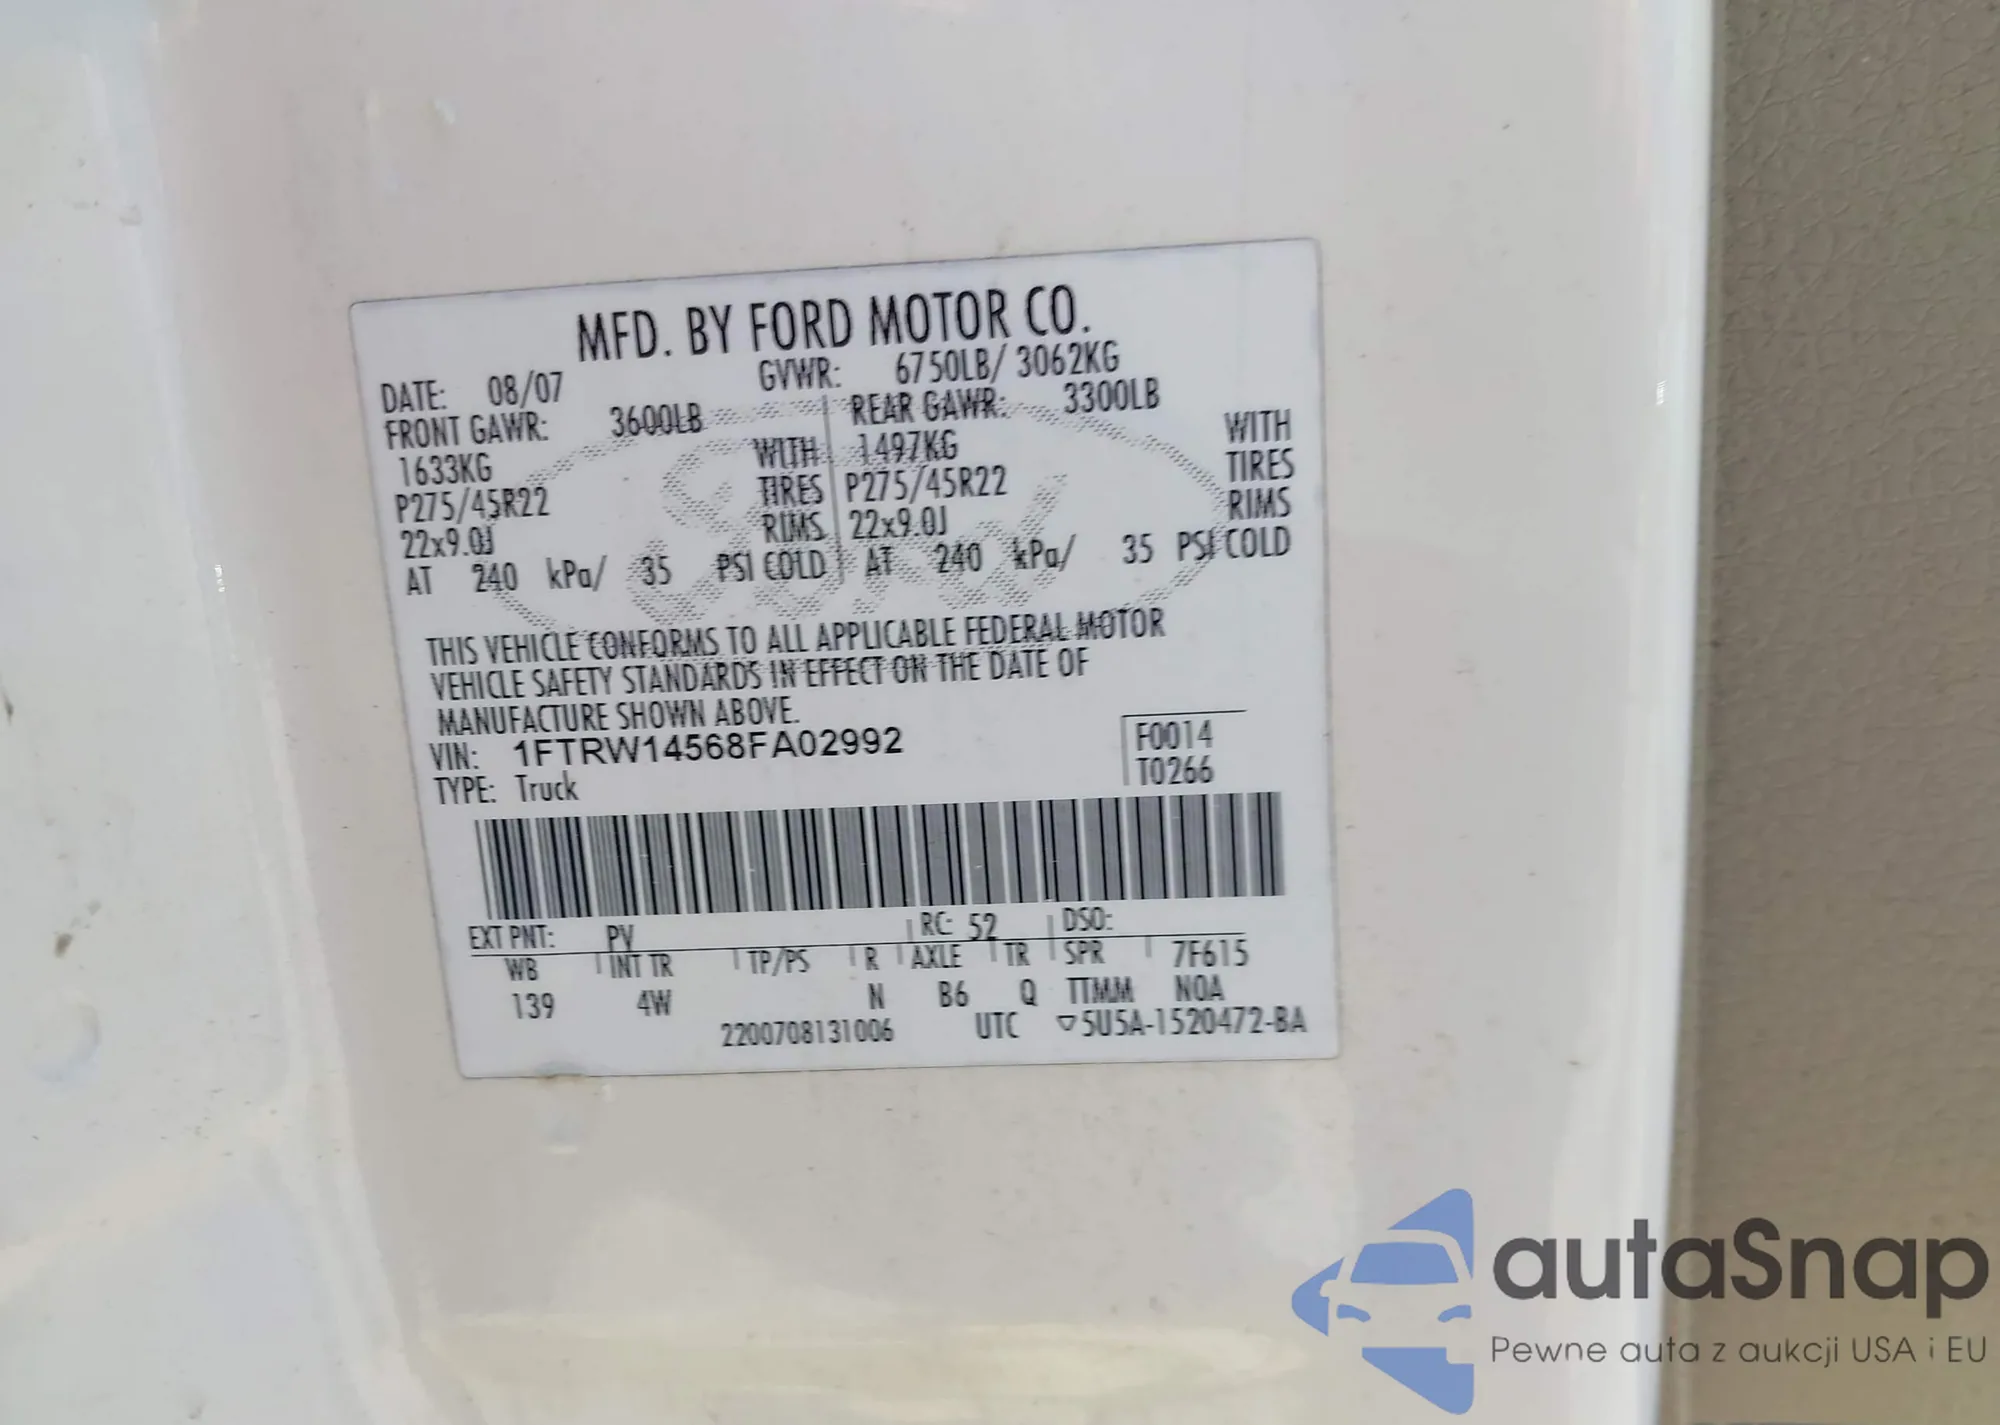 MFD. BY FORD MOTOR CO.
DATE: 08/07 GVWR: 6750LB/ 3062KG
FRONT GAWR: 3600LB REAR GAWR: 3300LB
1633KG WITH 1497KG WITH
P275/45R22 TIRES P275/45R22 TIRES
22x9.0J RIMS 22x9.0J RIMS
AT 240 kPa/ 35 PSI COLD AT 240 kPa/ 35 PSI COLD
THIS VEHICLE CONFORMS TO ALL APPLICABLE FEDERAL MOTOR
VEHICLE SAFETY STANDARDS IN EFFECT ON THE DATE OF
MANUFACTURE SHOWN ABOVE.
VIN: 1FTRW14568FA02992 F0014
TYPE: Truck T0266
EXT PNT: PV RC: 52 DSO:
WB INT TR TP/PS R AXLE TR SPR 7F615
139 4W N B6 Q TTMM NOA
2200708131006 UTC ▽5U5A-1520472-BA
autaSnap
Pewne auta z aukcji USA i EU